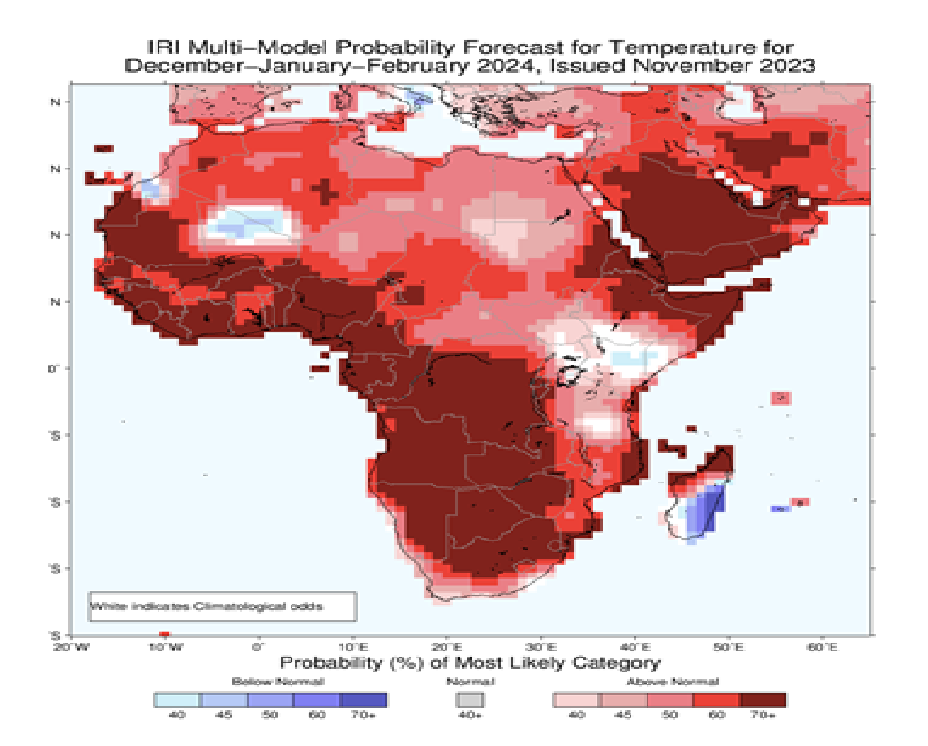 IRI Multi-Model Probability Forecast for Temperature for
December-January-February 2024, Issued November 2023
N
N
N
N
0°
S
S
S
S
White indicates Climatological odds
20°W 10°W 0° 10°E 20°E 30°E 40°E 50°E 60°E
Probability (%) of Most Likely Category
Below Normal Normal Above Normal
40 45 50 60 70+ 40+ 40 45 50 60 70+